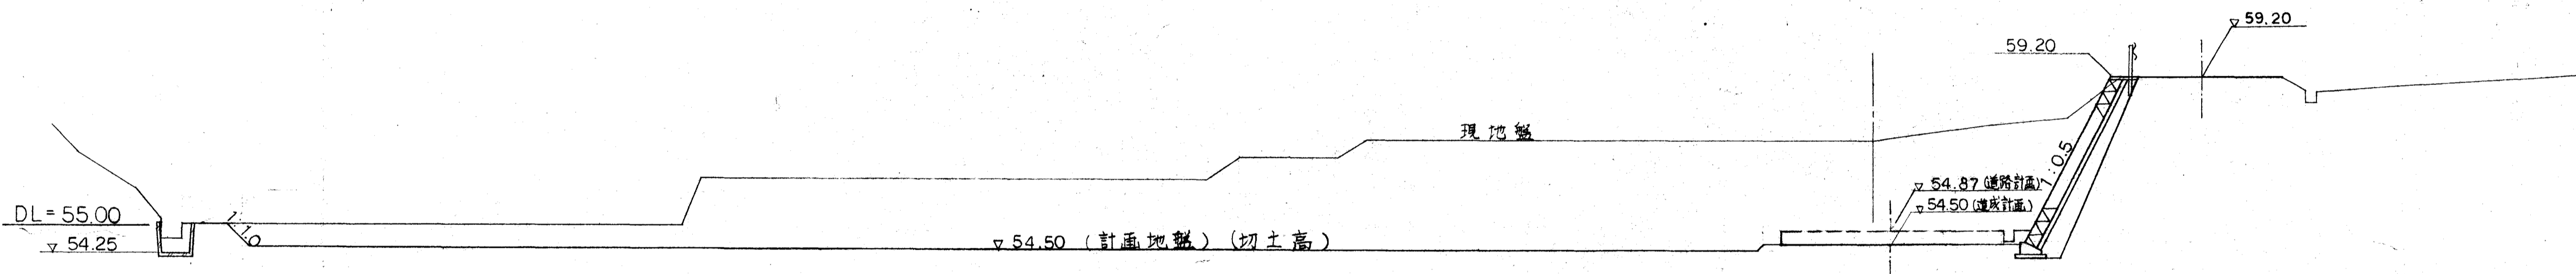 ▽ 59.20
59.20
現地盤
1:0.5
▽ 54.87 (道路計画)
▽ 54.50 (造成計画)
DL = 55.00
1:1.0
▽ 54.25
▽ 54.50 (計画地盤) (切土高)